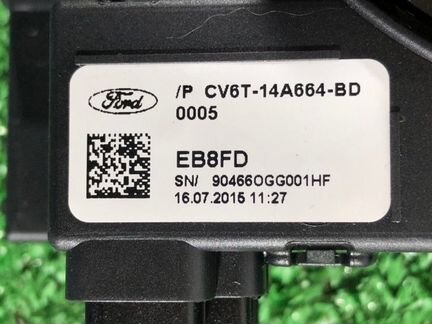 Ford
/P CV6T-14A664-BD
0005
EB8FD
SN/ 90466OGG001HF
16.07.2015 11:27